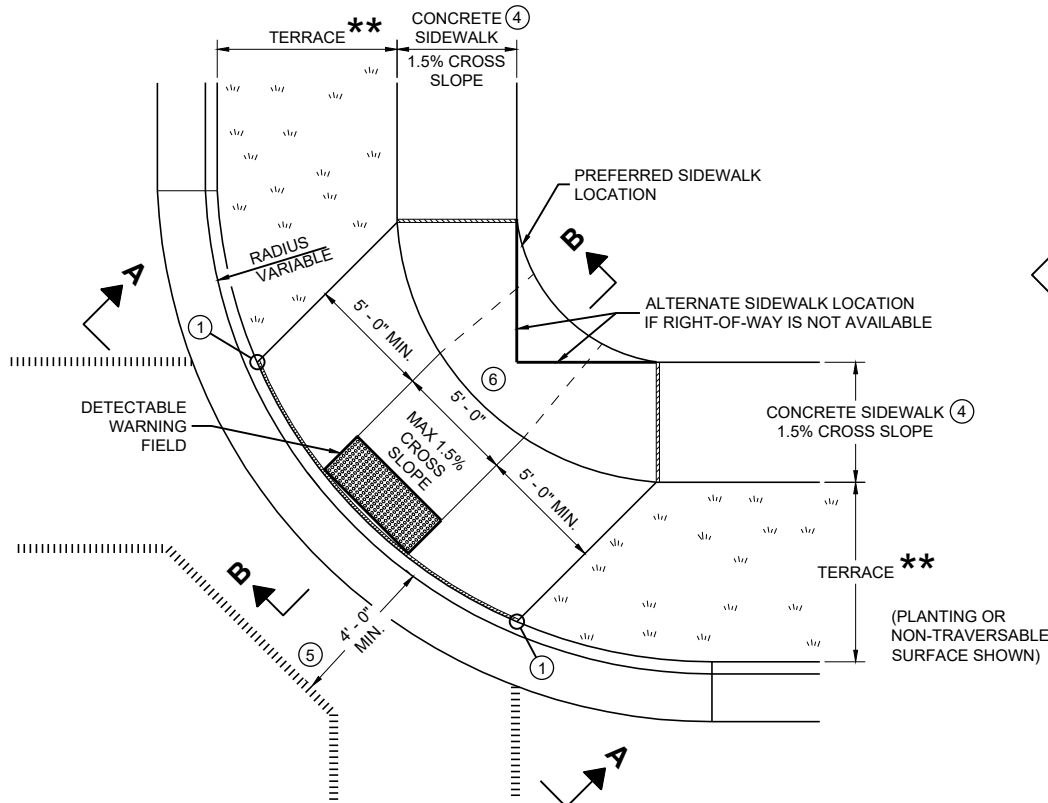 TERRACE **
CONCRETE ④
SIDEWALK
1.5% CROSS
SLOPE
PREFERRED SIDEWALK
LOCATION
B
RADIUS
VARIABLE
A
ALTERNATE SIDEWALK LOCATION
IF RIGHT-OF-WAY IS NOT AVAILABLE
①
5' - 0" MIN.
⑥
DETECTABLE
WARNING
FIELD
5' - 0"
MAX 1.5%
CROSS
SLOPE
CONCRETE SIDEWALK ④
1.5% CROSS SLOPE
5' - 0" MIN.
B
TERRACE **
(PLANTING OR
NON-TRAVERSABLE
SURFACE SHOWN)
4' - 0"
MIN.
⑤
①
A